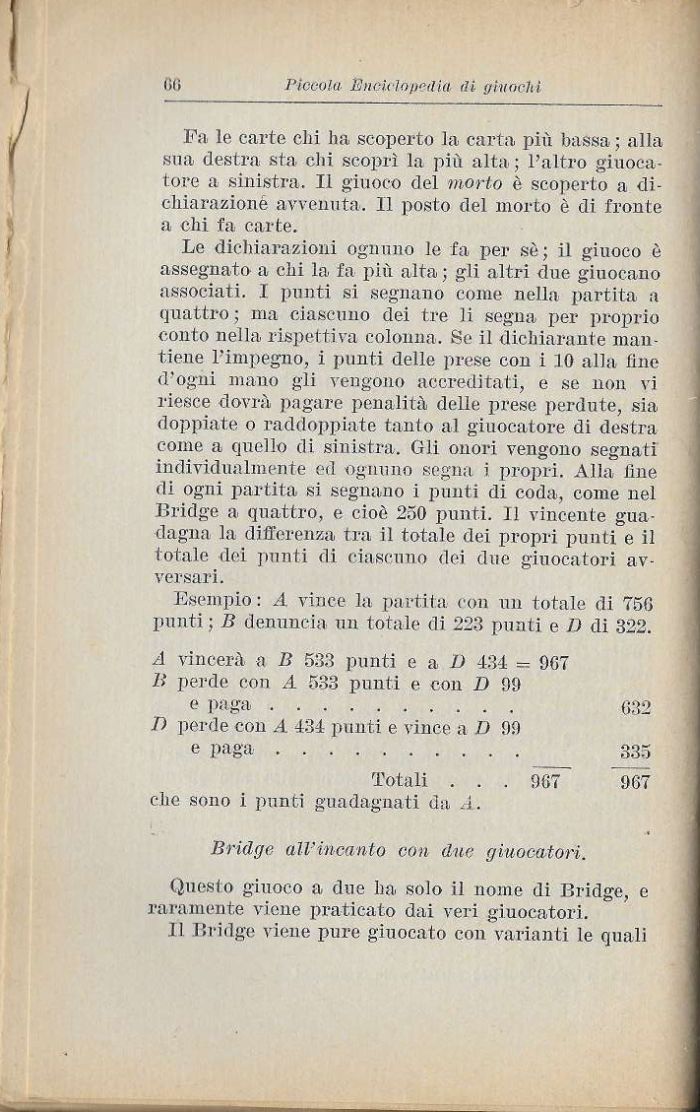 66 Piccola Enciclopedia di giuochi
Fa le carte chi ha scoperto la carta più bassa; alla
sua destra sta chi scoprì la più alta; l'altro giuoca-
tore a sinistra. Il giuoco del morto è scoperto a di-
chiarazione avvenuta. Il posto del morto è di fronte
a chi fa carte.
Le dichiarazioni ognuno le fa per sè; il giuoco è
assegnato a chi la fa più alta; gli altri due giuocano
associati. I punti si segnano come nella partita a
quattro; ma ciascuno dei tre li segna per proprio
conto nella rispettiva colonna. Se il dichiarante man-
tiene l'impegno, i punti delle prese con i 10 alla fine
d'ogni mano gli vengono accreditati, e se non vi
riesce dovrà pagare penalità delle prese perdute, sia
doppiate o raddoppiate tanto al giuocatore di destra
come a quello di sinistra. Gli onori vengono segnati
individualmente ed ognuno segna i propri. Alla fine
di ogni partita si segnano i punti di coda, come nel
Bridge a quattro, e cioè 250 punti. Il vincente gua-
dagna la differenza tra il totale dei propri punti e il
totale dei punti di ciascuno dei due giuocatori av-
versari.
Esempio: A vince la partita con un totale di 756
punti; B denuncia un totale di 223 punti e D di 322.
A vincerà a B 533 punti e a D 434 = 967
B perde con A 533 punti e con D 99
e paga . . . . . . . . . . 632
D perde con A 434 punti e vince a D 99
e paga . . . . . . . . . . 335
Totali . . . 967 967
che sono i punti guadagnati da A.
Bridge all'incanto con due giuocatori.
Questo giuoco a due ha solo il nome di Bridge, e
raramente viene praticato dai veri giuocatori.
Il Bridge viene pure giuocato con varianti le quali